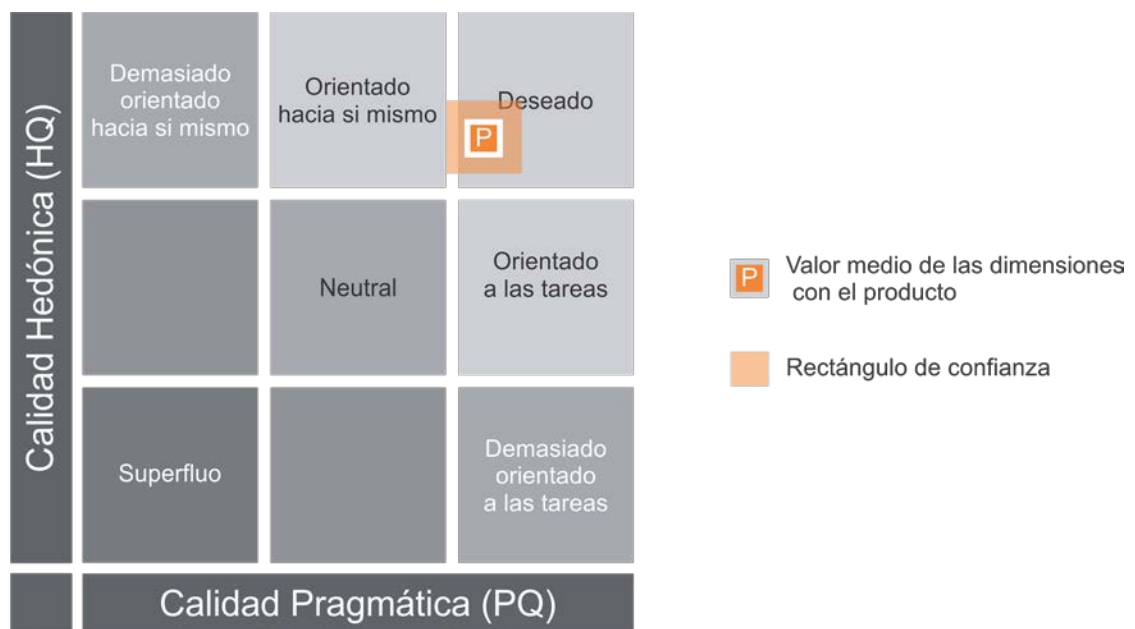 Calidad Hedónica (HQ)
Demasiado
orientado
hacia si mismo
Orientado
hacia si mismo
Deseado
P
Neutral
Orientado
a las tareas
Superfluo
Demasiado
orientado
a las tareas
Calidad Pragmática (PQ)
P
Valor medio de las dimensiones
con el producto
Rectángulo de confianza